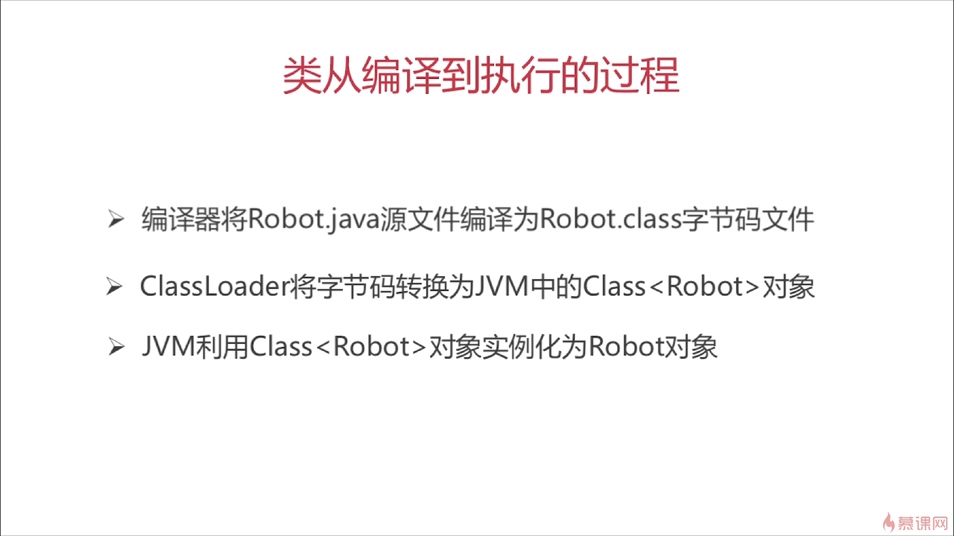 类从编译到执行的过程
编译器将Robot.java源文件编译为Robot.class字节码文件
ClassLoader将字节码转换为JVM中的Class<Robot>对象
JVM利用Class<Robot>对象实例化为Robot对象
慕课网